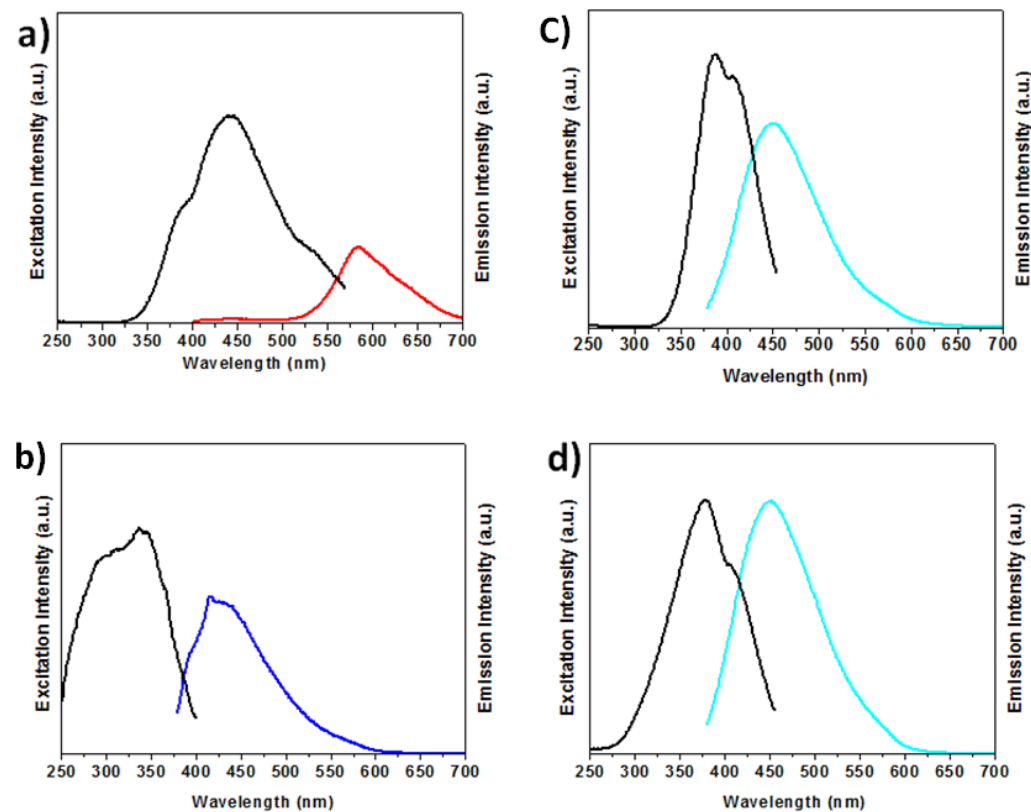 a)
Excitation Intensity (a.u.)
Emission Intensity (a.u.)
250 300 350 400 450 500 550 600 650 700
Wavelength (nm)
C)
Excitation Intensity (a.u.)
Emission Intensity (a.u.)
250 300 350 400 450 500 550 600 650 700
Wavelength (nm)
b)
Excitation Intensity (a.u.)
Emission Intensity (a.u.)
250 300 350 400 450 500 550 600 650 700
Wavelength (nm)
d)
Excitation Intensity (a.u.)
Emission Intensity (a.u.)
250 300 350 400 450 500 550 600 650 700
Wavelength (nm)